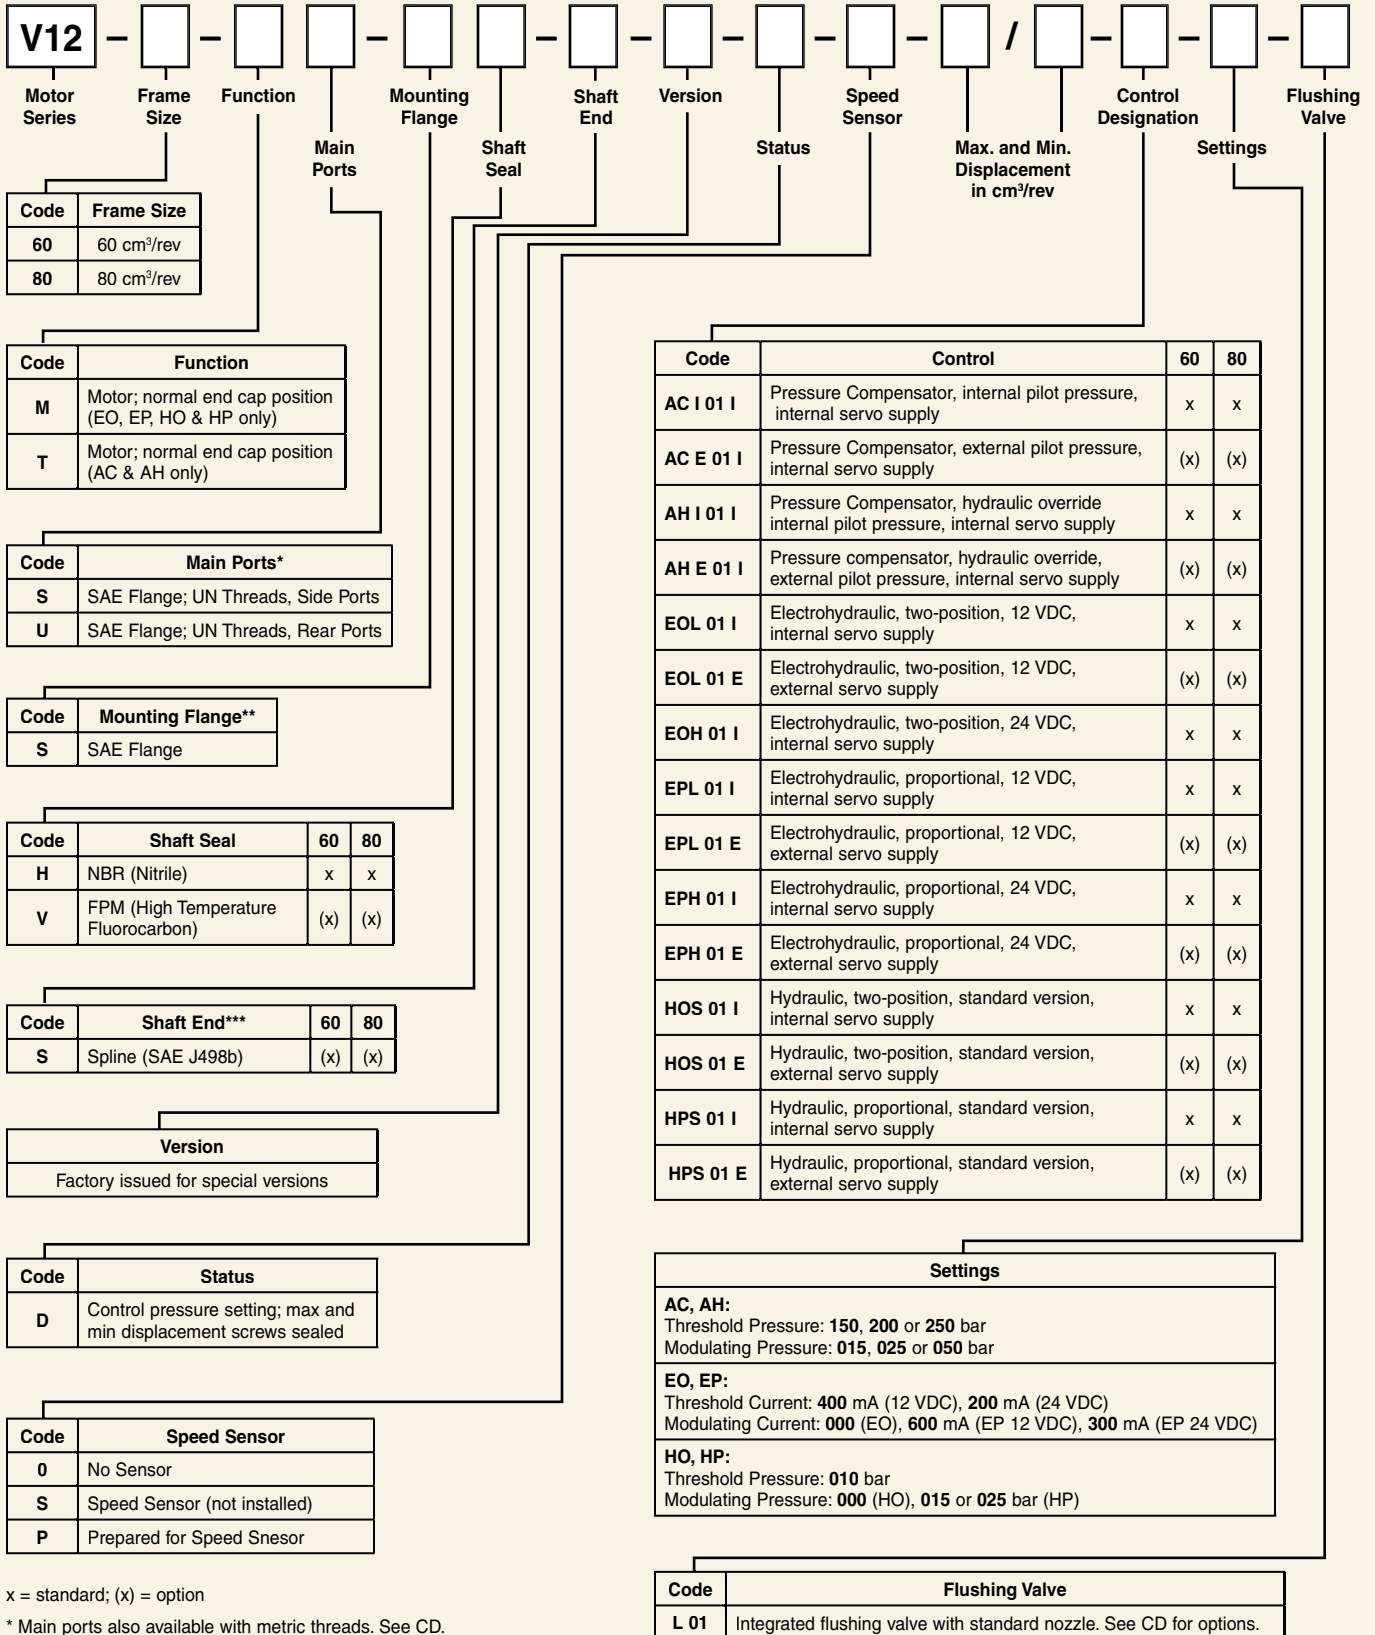 V12 – – – – – – – – / – – –
Motor Series
Frame Size
Function
Main Ports
Mounting Flange
Shaft Seal
Shaft End
Version
Status
Speed Sensor
Max. and Min. Displacement in cm³/rev
Control Designation
Settings
Flushing Valve
Code Frame Size
60 60 cm³/rev
80 80 cm³/rev
Code Function
M Motor; normal end cap position
(EO, EP, HO & HP only)
T Motor; normal end cap position
(AC & AH only)
Code Main Ports*
S SAE Flange; UN Threads, Side Ports
U SAE Flange; UN Threads, Rear Ports
Code Mounting Flange**
S SAE Flange
Code Shaft Seal 60 80
H NBR (Nitrile) x x
V FPM (High Temperature
Fluorocarbon) (x) (x)
Code Shaft End*** 60 80
S Spline (SAE J498b) (x) (x)
Version
Factory issued for special versions
Code Status
D Control pressure setting; max and
min displacement screws sealed
Code Speed Sensor
0 No Sensor
S Speed Sensor (not installed)
P Prepared for Speed Snesor
x = standard; (x) = option
* Main ports also available with metric threads. See CD.
Code Control 60 80
AC I 01 I Pressure Compensator, internal pilot pressure,
internal servo supply x x
AC E 01 I Pressure Compensator, external pilot pressure,
internal servo supply (x) (x)
AH I 01 I Pressure Compensator, hydraulic override
internal pilot pressure, internal servo supply x x
AH E 01 I Pressure compensator, hydraulic override,
external pilot pressure, internal servo supply (x) (x)
EOL 01 I Electrohydraulic, two-position, 12 VDC,
internal servo supply x x
EOL 01 E Electrohydraulic, two-position, 12 VDC,
external servo supply (x) (x)
EOH 01 I Electrohydraulic, two-position, 24 VDC,
internal servo supply x x
EPL 01 I Electrohydraulic, proportional, 12 VDC,
internal servo supply x x
EPL 01 E Electrohydraulic, proportional, 12 VDC,
external servo supply (x) (x)
EPH 01 I Electrohydraulic, proportional, 24 VDC,
internal servo supply x x
EPH 01 E Electrohydraulic, proportional, 24 VDC,
external servo supply (x) (x)
HOS 01 I Hydraulic, two-position, standard version,
internal servo supply x x
HOS 01 E Hydraulic, two-position, standard version,
external servo supply (x) (x)
HPS 01 I Hydraulic, proportional, standard version,
internal servo supply x x
HPS 01 E Hydraulic, proportional, standard version,
external servo supply (x) (x)
Settings
AC, AH:
Threshold Pressure: 150, 200 or 250 bar
Modulating Pressure: 015, 025 or 050 bar
EO, EP:
Threshold Current: 400 mA (12 VDC), 200 mA (24 VDC)
Modulating Current: 000 (EO), 600 mA (EP 12 VDC), 300 mA (EP 24 VDC)
HO, HP:
Threshold Pressure: 010 bar
Modulating Pressure: 000 (HO), 015 or 025 bar (HP)
Code Flushing Valve
L 01 Integrated flushing valve with standard nozzle. See CD for options.